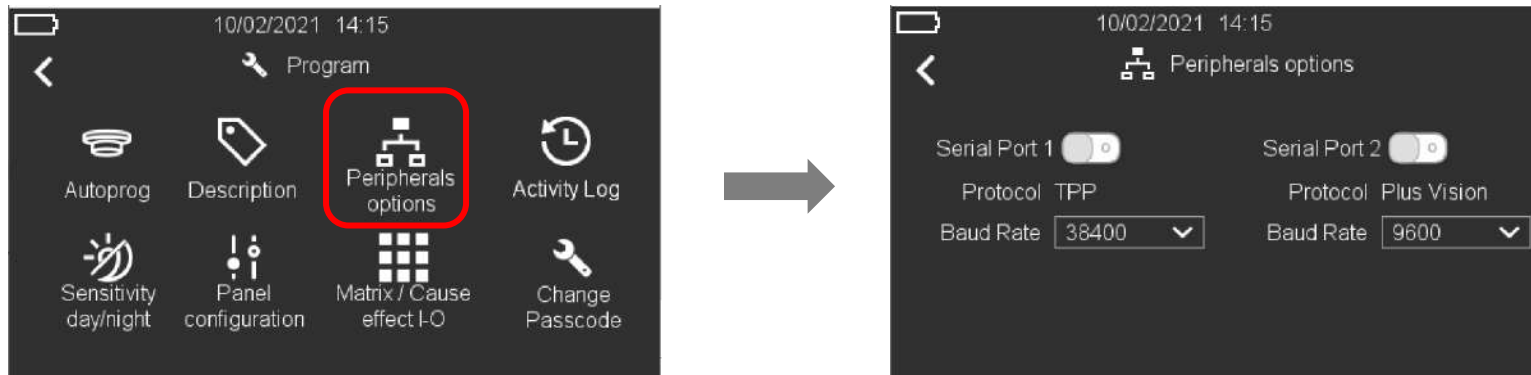 10/02/2021 14:15
Program
Autoprog
Description
Peripherals
options
Activity Log
Sensitivity
day/night
Panel
configuration
Matrix / Cause
effect I-O
Change
Passcode
10/02/2021 14:15
Peripherals options
Serial Port 1
Serial Port 2
Protocol TPP
Protocol Plus Vision
Baud Rate 38400
Baud Rate 9600